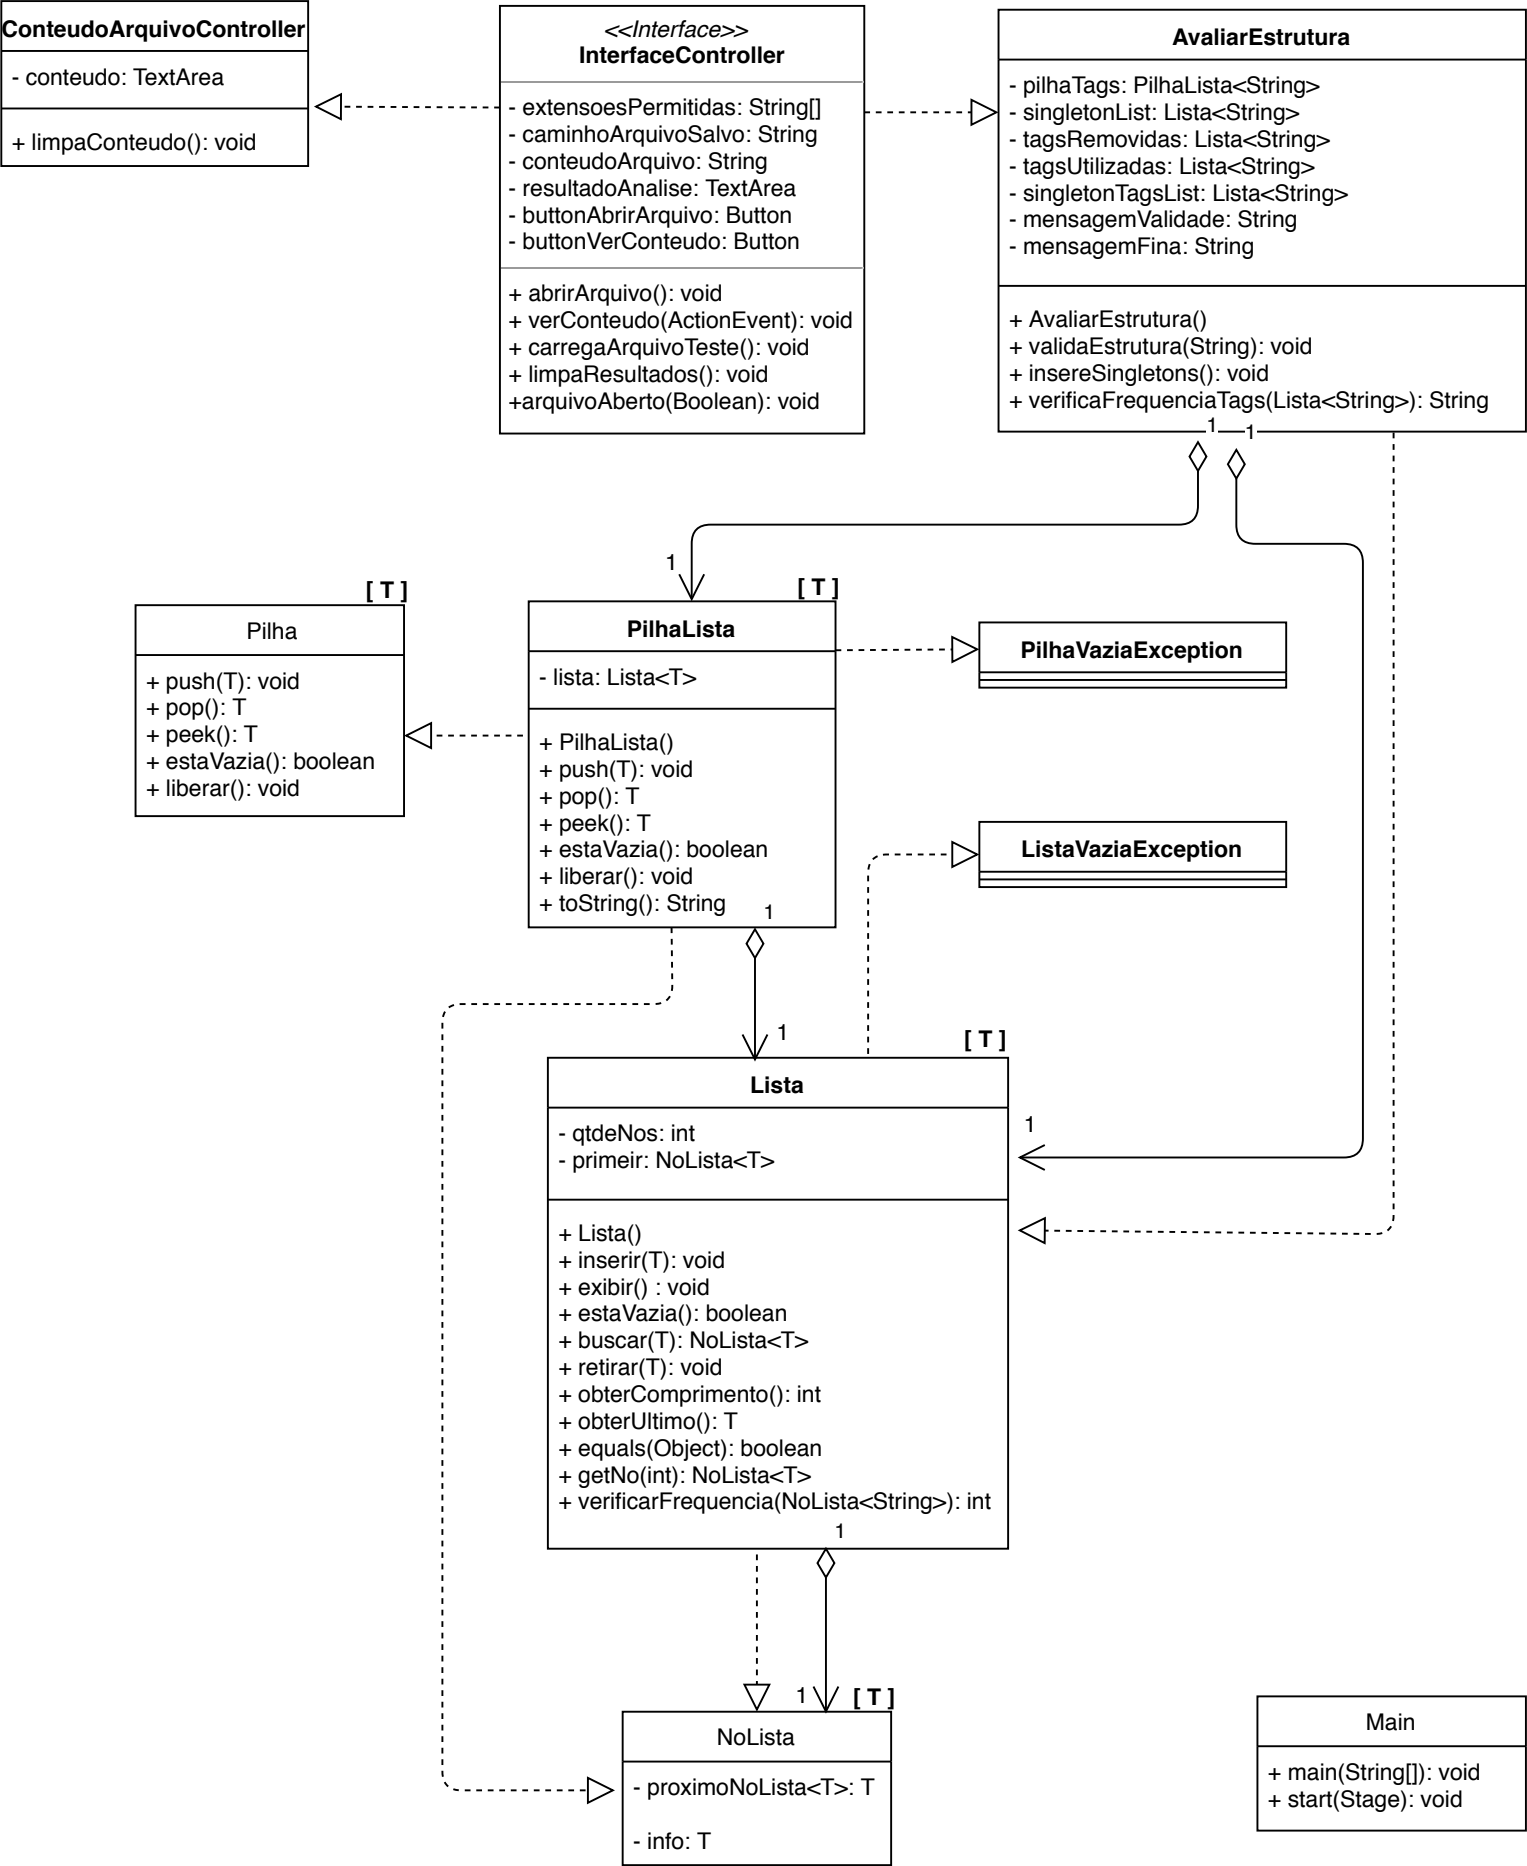 ConteudoArquivoController
- conteudo: TextArea
+ limpaConteudo(): void
<<Interface>>
InterfaceController
- extensoesPermitidas: String[]
- caminhoArquivoSalvo: String
- conteudoArquivo: String
- resultadoAnalise: TextArea
- buttonAbrirArquivo: Button
- buttonVerConteudo: Button
+ abrirArquivo(): void
+ verConteudo(ActionEvent): void
+ carregaArquivoTeste(): void
+ limpaResultados(): void
+arquivoAberto(Boolean): void
AvaliarEstrutura
- pilhaTags: PilhaLista<String>
- singletonList: Lista<String>
- tagsRemovidas: Lista<String>
- tagsUtilizadas: Lista<String>
- singletonTagsList: Lista<String>
- mensagemValidade: String
- mensagemFina: String
+ AvaliarEstrutura()
+ validaEstrutura(String): void
+ insereSingletons(): void
+ verificaFrequenciaTags(Lista<String>): String
1
1
1
[ T ]
Pilha
+ push(T): void
+ pop(): T
+ peek(): T
+ estaVazia(): boolean
+ liberar(): void
[ T ]
PilhaLista
- lista: Lista<T>
+ PilhaLista()
+ push(T): void
+ pop(): T
+ peek(): T
+ estaVazia(): boolean
+ liberar(): void
+ toString(): String
1
PilhaVaziaException
ListaVaziaException
1
[ T ]
Lista
- qtdeNos: int
- primeir: NoLista<T>
1
+ Lista()
+ inserir(T): void
+ exibir() : void
+ estaVazia(): boolean
+ buscar(T): NoLista<T>
+ retirar(T): void
+ obterComprimento(): int
+ obterUltimo(): T
+ equals(Object): boolean
+ getNo(int): NoLista<T>
+ verificarFrequencia(NoLista<String>): int
1
1
[ T ]
NoLista
- proximoNoLista<T>: T
- info: T
Main
+ main(String[]): void
+ start(Stage): void